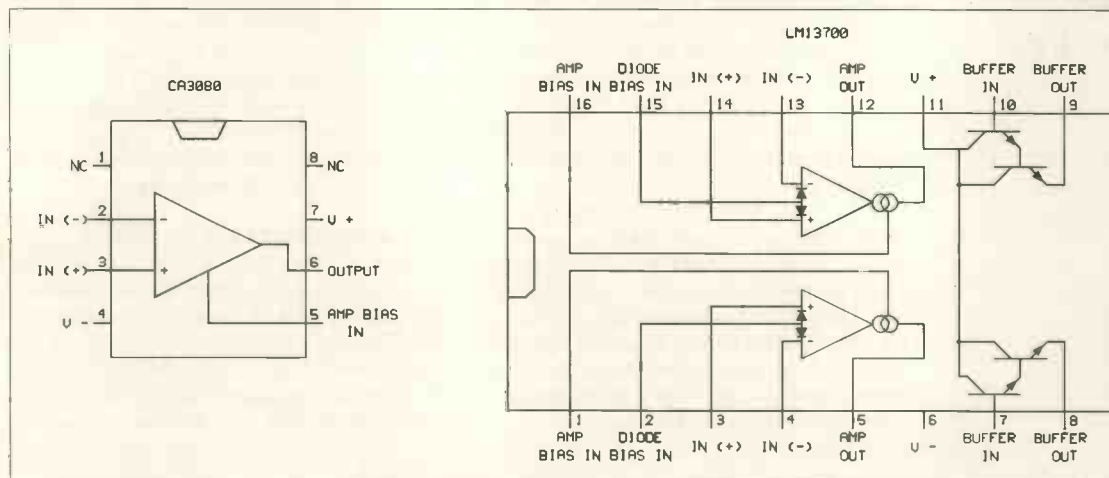 CA3080
NC 1
8 NC
IN (-) 2
7 V +
-
IN (+) 3
6 OUTPUT
+
V - 4
5 AMP BIAS
IN
LM13700
AMP DIODE IN (+) IN (-) AMP V + BUFFER BUFFER
BIAS IN BIAS IN OUT IN OUT
16 15 14 13 12 11 10 9
-
+
+
-
1 2 3 4 5 6 7 8
AMP DIODE IN (+) IN (-) AMP V - BUFFER BUFFER
BIAS IN BIAS IN OUT IN OUT